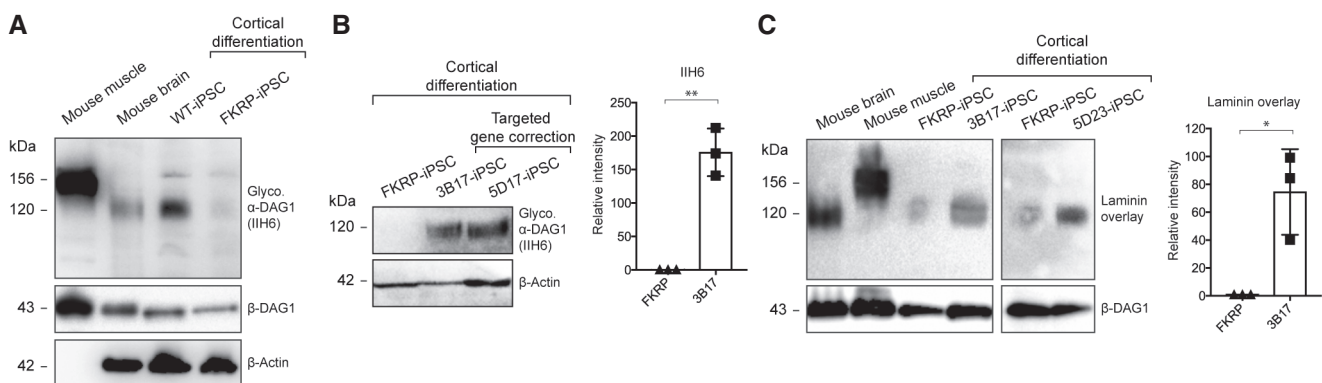 A
Cortical
differentiation
Mouse muscle
Mouse brain
WT-iPSC
FKRP-iPSC
kDa
156
120
Glyco.
α-DAG1
(IIH6)
43
β-DAG1
42
β-Actin
B
Cortical
differentiation
Targeted
gene correction
FKRP-iPSC
3B17-iPSC
5D17-iPSC
kDa
120
Glyco.
α-DAG1
(IIH6)
42
β-Actin
IIH6
**
Relative intensity
250
200
150
100
50
0
FKRP
3B17
C
Cortical
differentiation
Mouse brain
Mouse muscle
FKRP-iPSC
3B17-iPSC
FKRP-iPSC
5D23-iPSC
kDa
156
120
Laminin
overlay
43
β-DAG1
Laminin overlay
*
Relative intensity
120
100
80
60
40
20
0
FKRP
3B17